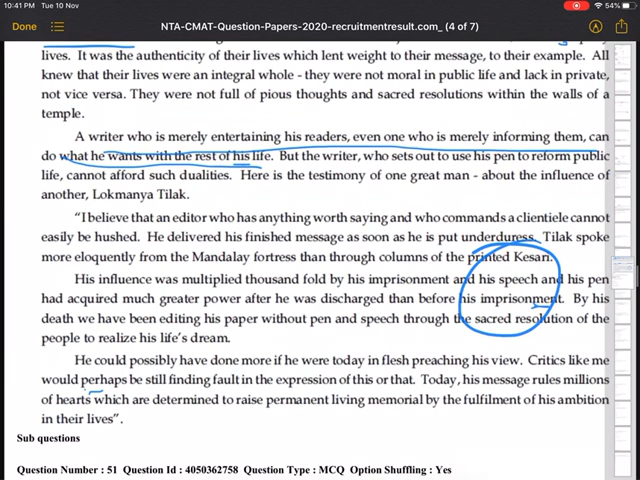 10:41 PM Tue 10 Nov
54%
Done
NTA-CMAT-Question-Papers-2020-recruitmentresult.com_ (4 of 7)
lives. It was the authenticity of their lives which lent weight to their message, to their example. All
knew that their lives were an integral whole - they were not moral in public life and lack in private,
not vice versa. They were not full of pious thoughts and sacred resolutions within the walls of a
temple.
A writer who is merely entertaining his readers, even one who is merely informing them, can
do what he wants with the rest of his life. But the writer, who sets out to use his pen to reform public
life, cannot afford such dualities. Here is the testimony of one great man - about the influence of
another, Lokmanya Tilak.
"I believe that an editor who has anything worth saying and who commands a clientiele cannot
easily be hushed. He delivered his finished message as soon as he is put underduress. Tilak spoke
more eloquently from the Mandalay fortress than through columns of the printed Kesari.
His influence was multiplied thousand fold by his imprisonment and his speech and his pen
had acquired much greater power after he was discharged than before his imprisonment. By his
death we have been editing his paper without pen and speech through the sacred resolution of the
people to realize his life's dream.
He could possibly have done more if he were today in flesh preaching his view. Critics like me
would perhaps be still finding fault in the expression of this or that. Today, his message rules millions
of hearts which are determined to raise permanent living memorial by the fulfilment of his ambition
in their lives".
Sub questions
Question Number : 51 Question Id : 4050362758 Question Type : MCQ Option Shuffling : Yes